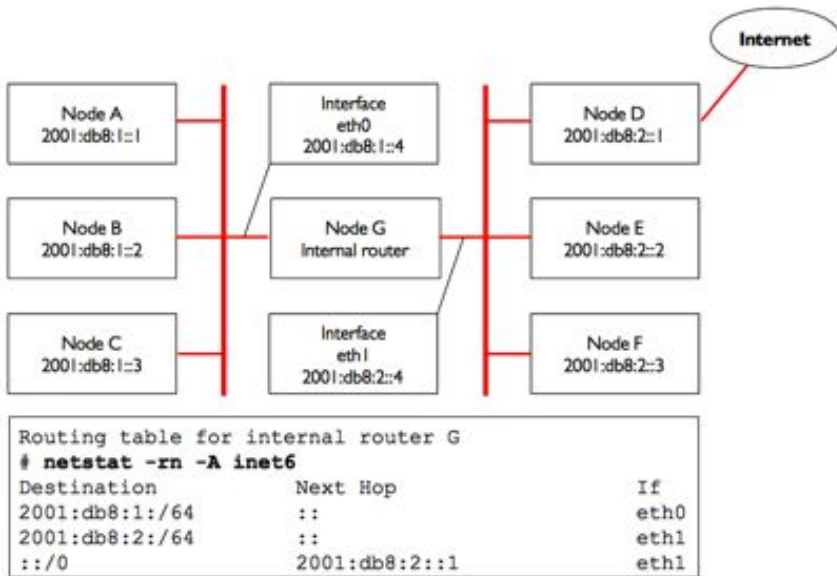 Internet
Node A
2001:db8:1::1
Interface
eth0
2001:db8:1::4
Node D
2001:db8:2::1
Node B
2001:db8:1::2
Node G
Internal router
Node E
2001:db8:2::2
Node C
2001:db8:1::3
Interface
eth1
2001:db8:2::4
Node F
2001:db8:2::3
Routing table for internal router G
# netstat -rn -A inet6
Destination Next Hop If
2001:db8:1:/64 :: eth0
2001:db8:2:/64 :: eth1
::/0 2001:db8:2::1 eth1